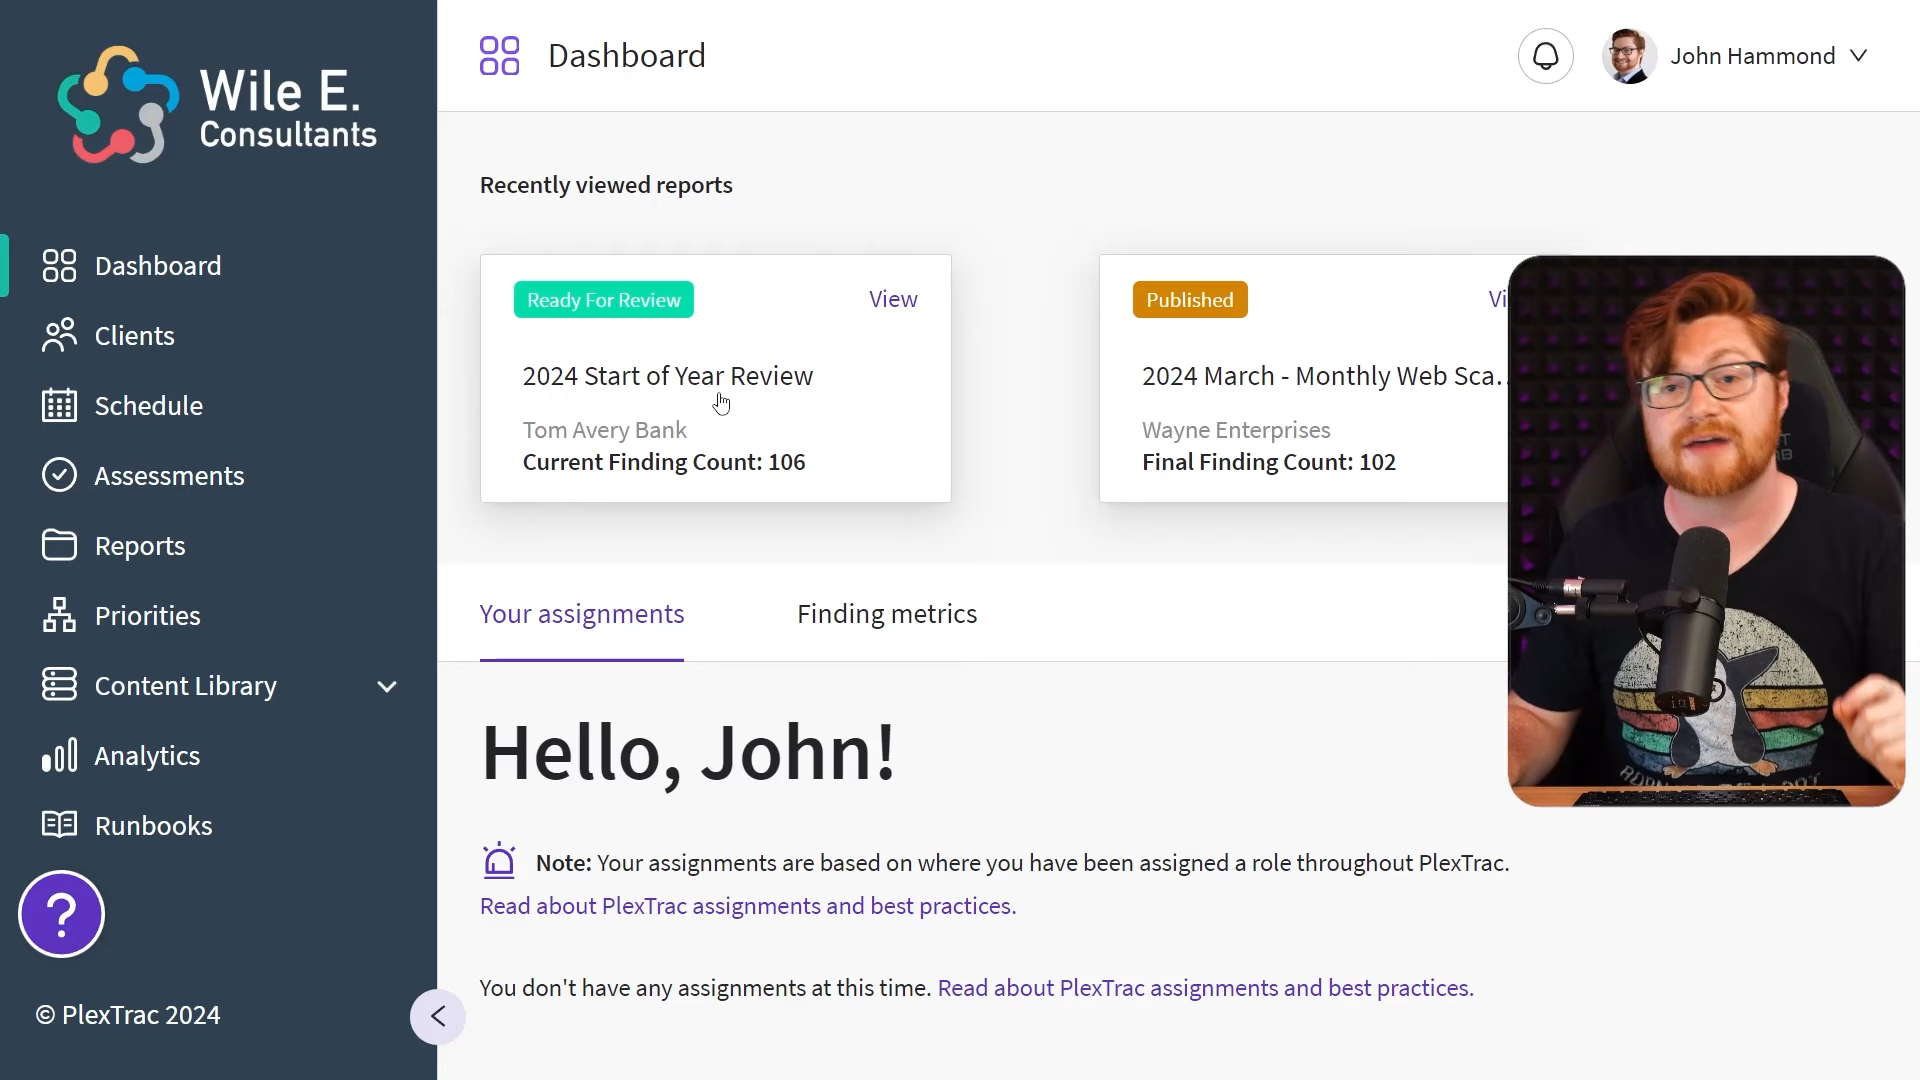 Wile E.
Consultants
Dashboard
Clients
Schedule
Assessments
Reports
Priorities
Content Library
Analytics
Runbooks
?
© PlexTrac 2024
Dashboard
John Hammond
Recently viewed reports
Ready For Review
View
2024 Start of Year Review
Tom Avery Bank
Current Finding Count: 106
Published
Vi
2024 March - Monthly Web Sca..
Wayne Enterprises
Final Finding Count: 102
Your assignments
Finding metrics
Hello, John!
Note: Your assignments are based on where you have been assigned a role throughout PlexTrac.
Read about PlexTrac assignments and best practices.
You don't have any assignments at this time. Read about PlexTrac assignments and best practices.